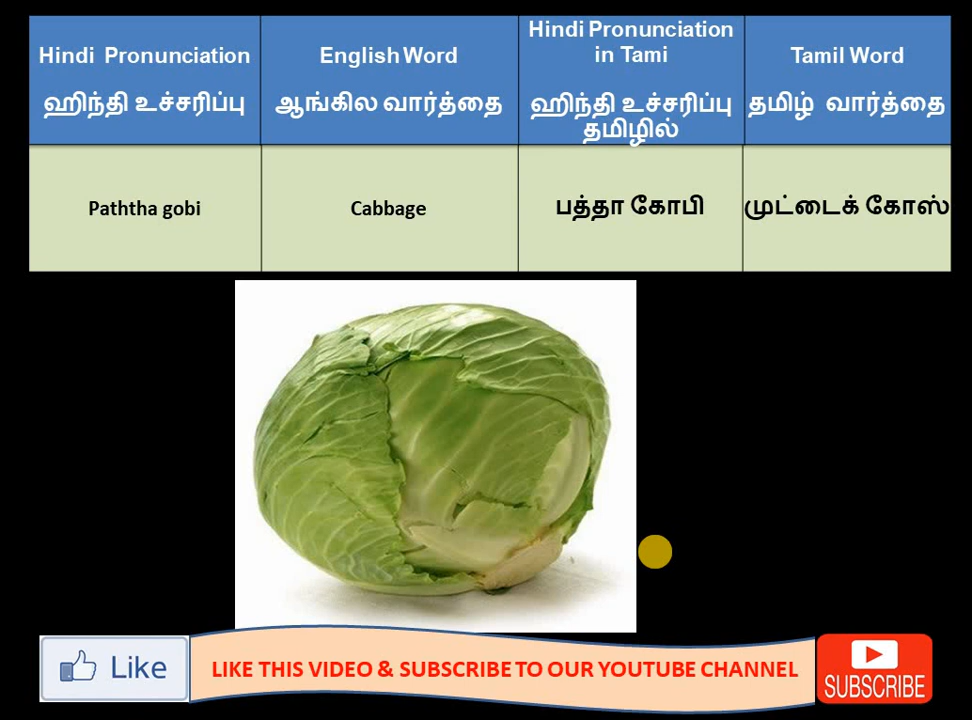 Hindi Pronunciation
ஹிந்தி உச்சரிப்பு
English Word
ஆங்கில வார்த்தை
Hindi Pronunciation
in Tami
ஹிந்தி உச்சரிப்பு
தமிழில்
Tamil Word
தமிழ் வார்த்தை
Paththa gobi
Cabbage
பத்தா கோபி
முட்டைக் கோஸ்
Like
LIKE THIS VIDEO & SUBSCRIBE TO OUR YOUTUBE CHANNEL
SUBSCRIBE